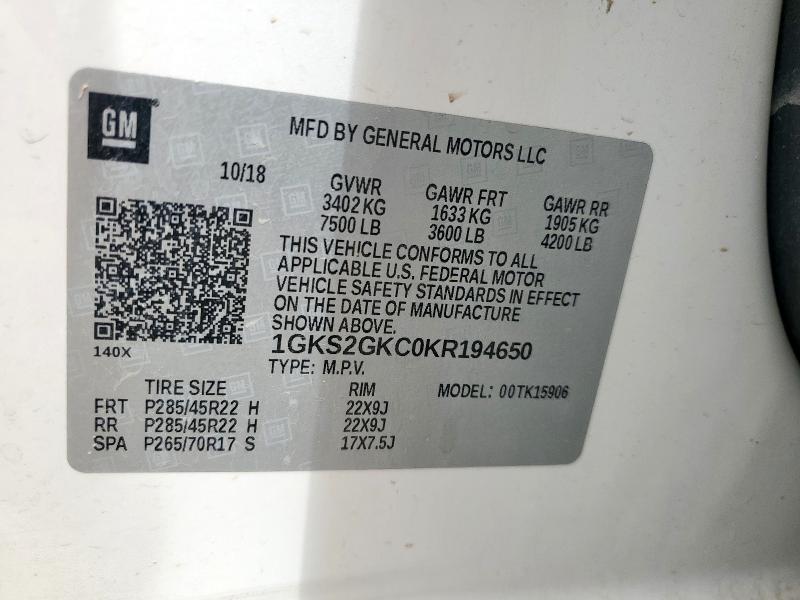 GM
MFD BY GENERAL MOTORS LLC
10/18
GVWR
3402 KG
7500 LB
GAWR FRT
1633 KG
3600 LB
GAWR RR
1905 KG
4200 LB
THIS VEHICLE CONFORMS TO ALL
APPLICABLE U.S. FEDERAL MOTOR
VEHICLE SAFETY STANDARDS IN EFFECT
ON THE DATE OF MANUFACTURE
SHOWN ABOVE.
140X
1GKS2GKC0KR194650
TYPE: M.P.V.
TIRE SIZE RIM MODEL: 00TK15906
FRT P285/45R22 H 22X9J
RR P285/45R22 H 22X9J
SPA P265/70R17 S 17X7.5J